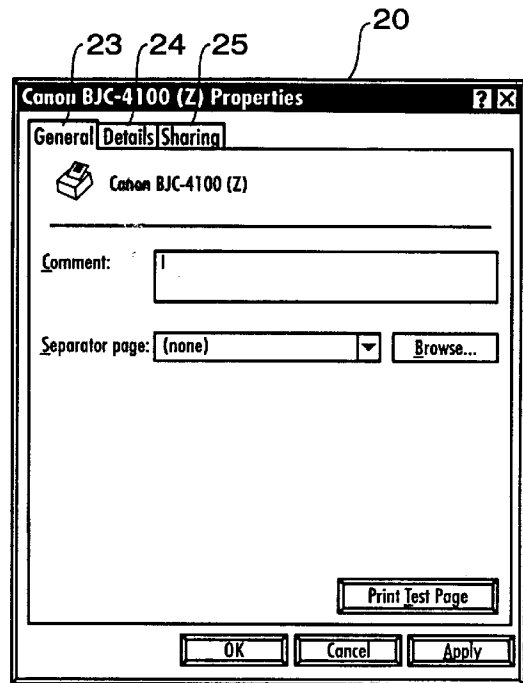 20
23 24 25
Canon BJC-4100 (Z) Properties ? X
General Details Sharing
Canon BJC-4100 (Z)
Comment:
Separator page: (none) Browse...
Print Test Page
OK Cancel Apply